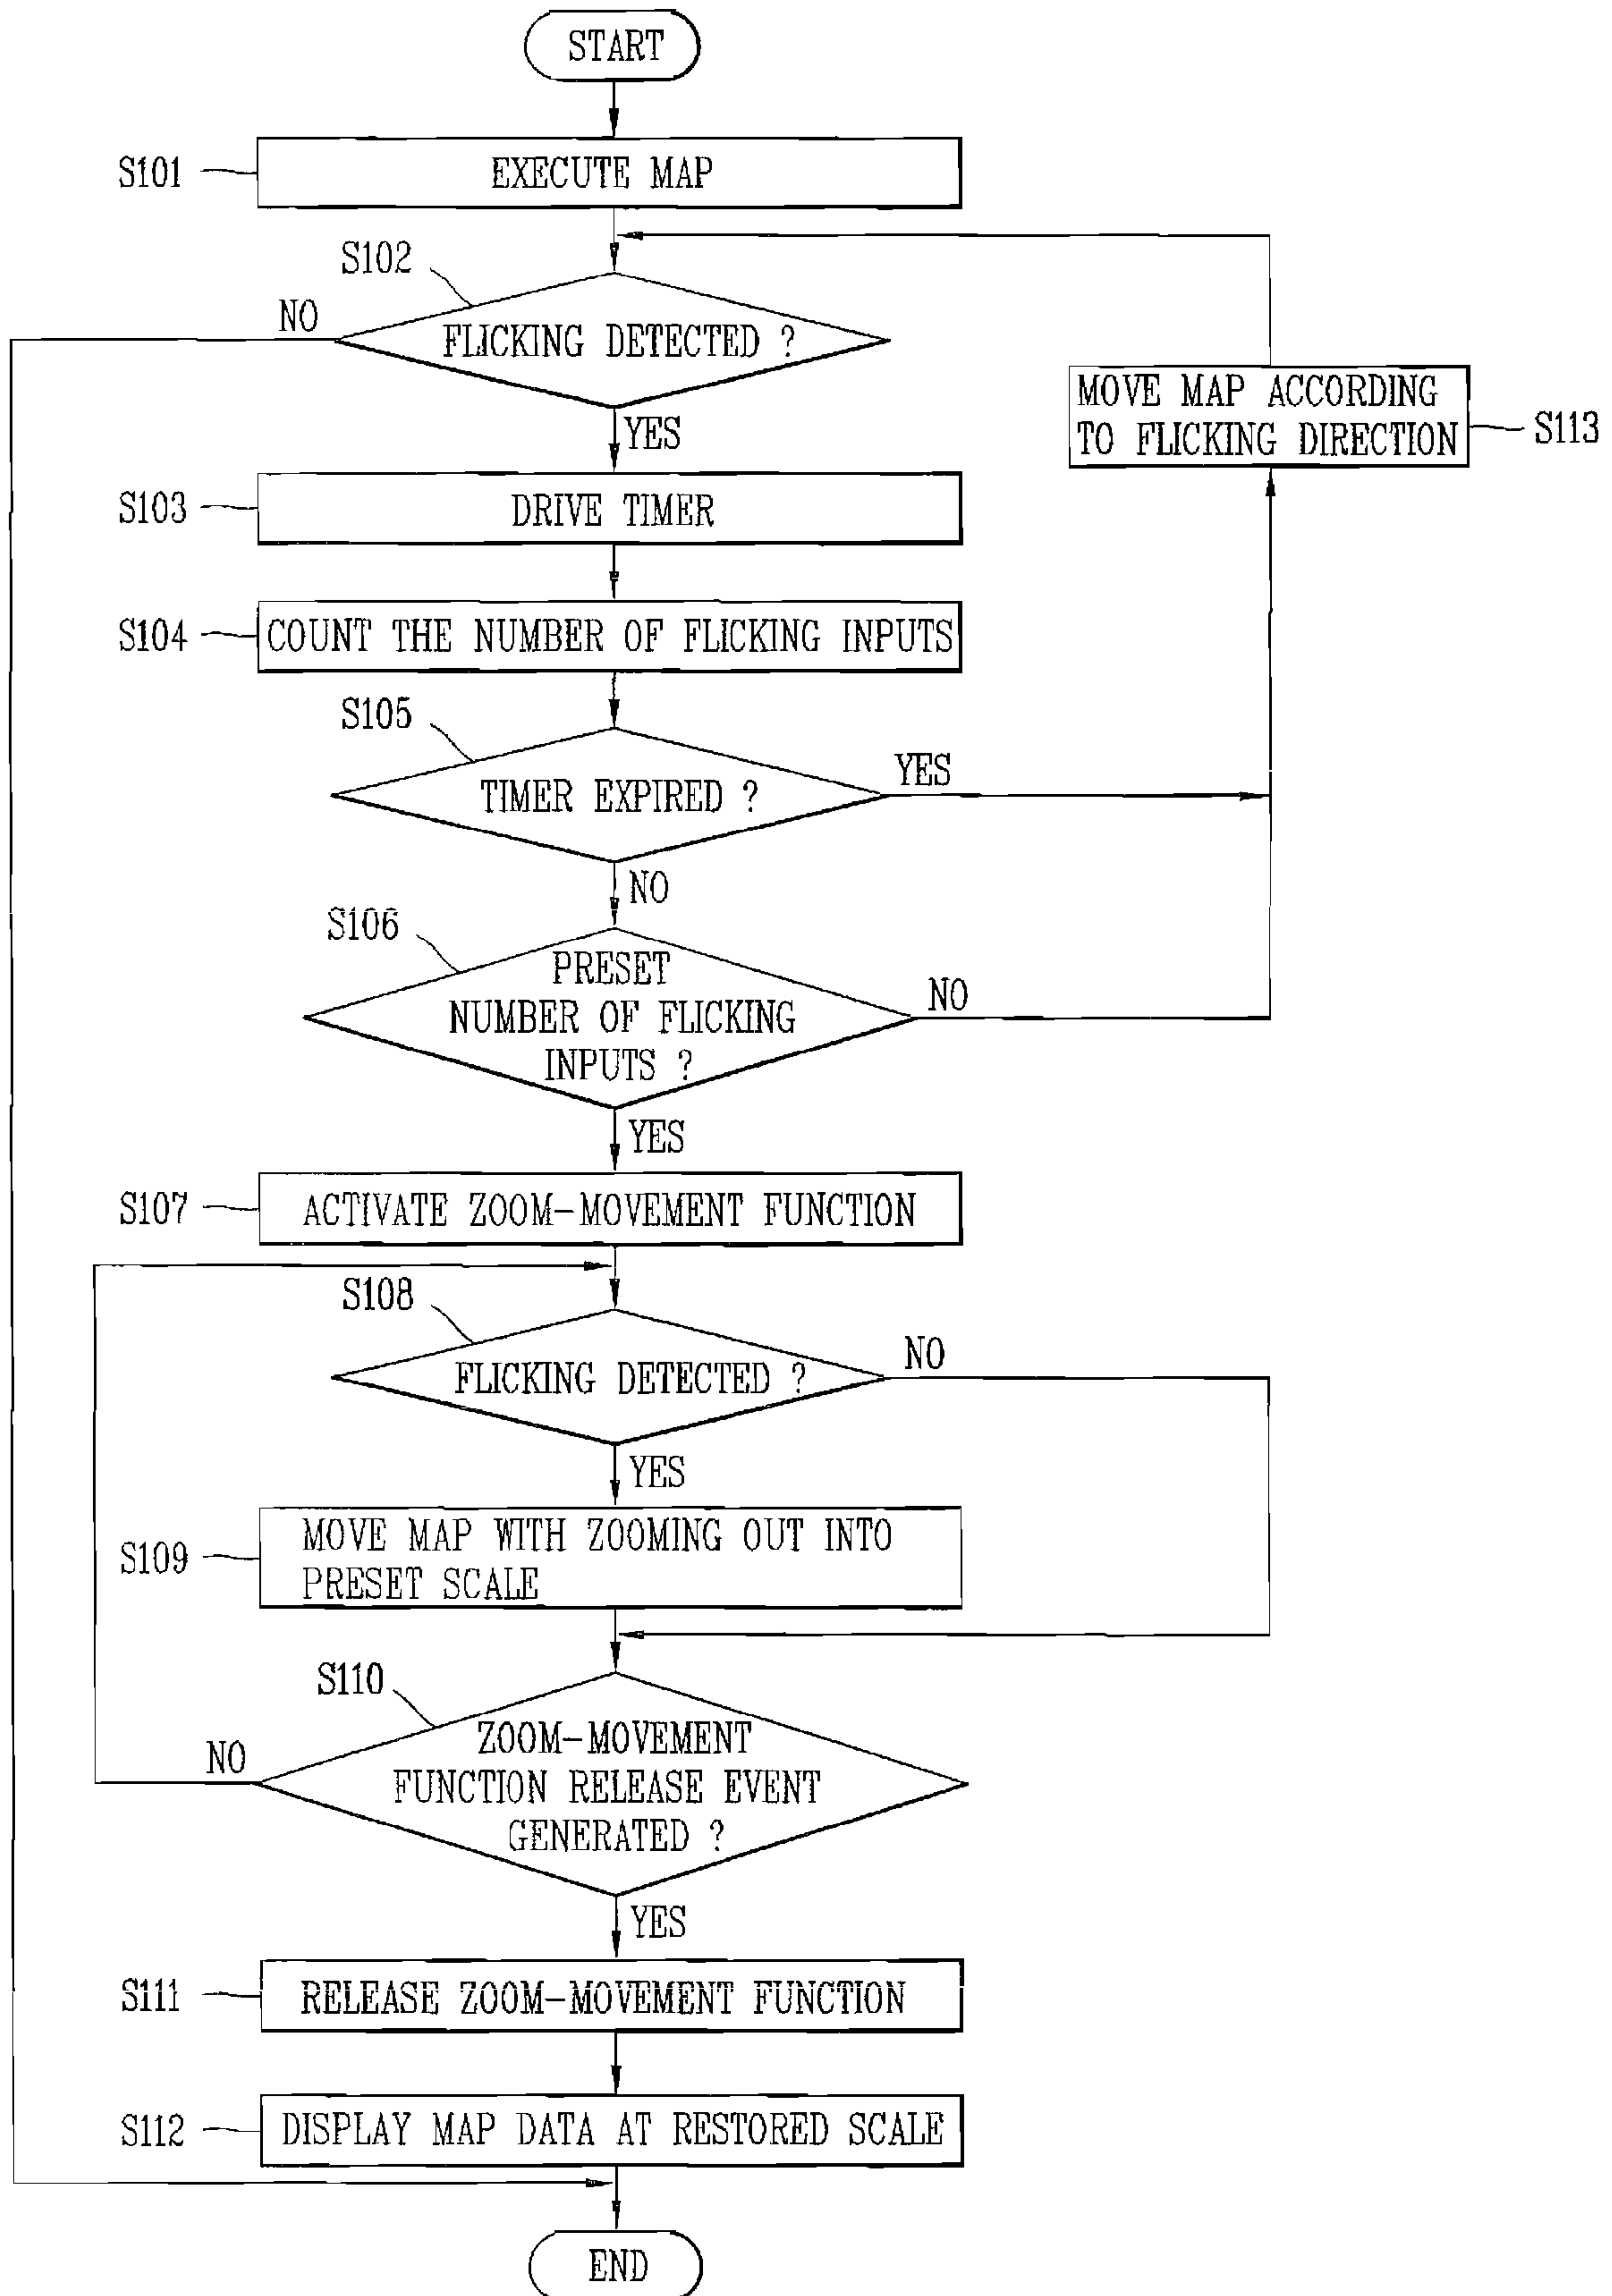 START
S101
EXECUTE MAP
S102
NO
FLICKING DETECTED ?
YES
MOVE MAP ACCORDING
TO FLICKING DIRECTION
S113
S103
DRIVE TIMER
S104
COUNT THE NUMBER OF FLICKING INPUTS
S105
TIMER EXPIRED ?
YES
NO
S106
PRESET
NUMBER OF FLICKING
INPUTS ?
NO
YES
S107
ACTIVATE ZOOM-MOVEMENT FUNCTION
S108
FLICKING DETECTED ?
NO
YES
S109
MOVE MAP WITH ZOOMING OUT INTO
PRESET SCALE
S110
NO
ZOOM-MOVEMENT
FUNCTION RELEASE EVENT
GENERATED ?
YES
S111
RELEASE ZOOM-MOVEMENT FUNCTION
S112
DISPLAY MAP DATA AT RESTORED SCALE
END